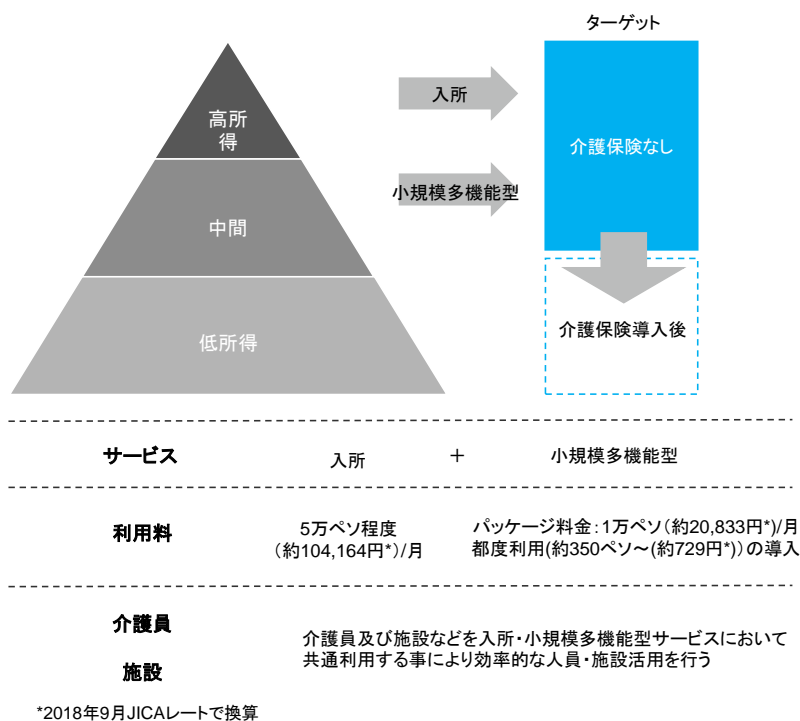 ターゲット
高所
得
中間
低所得
入所
小規模多機能型
介護保険なし
介護保険導入後
サービス
入所
+
小規模多機能型
利用料
5万ペソ程度
(約104,164円*)/月
パッケージ料金:1万ペソ(約20,833円*)/月
都度利用(約350ペソ~(約729円*))の導入
介護員
施設
介護員及び施設などを入所・小規模多機能型サービスにおいて
共通利用する事により効率的な人員・施設活用を行う
*2018年9月JICAレートで換算